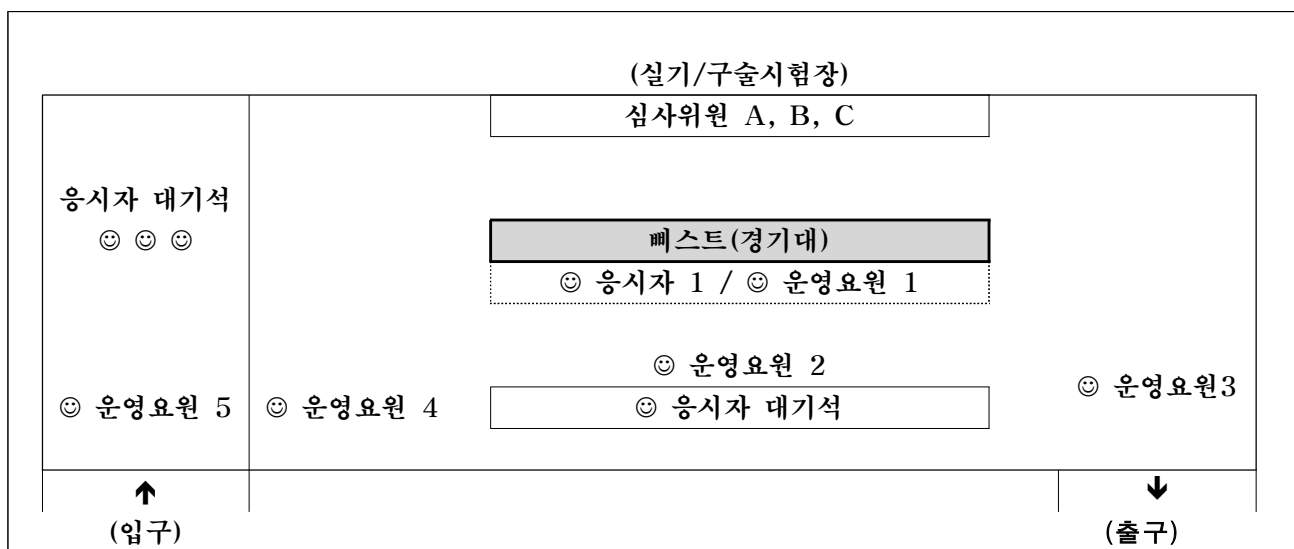 (실기/구술시험장)
심사위원 A, B, C
응시자 대기석
☺ ☺ ☺
삐스트(경기대)
☺ 응시자 1 / ☺ 운영요원 1
☺ 운영요원 2
☺ 운영요원3
☺ 운영요원 5
☺ 운영요원 4
☺ 응시자 대기석
↑
↓
(입구)
(출구)